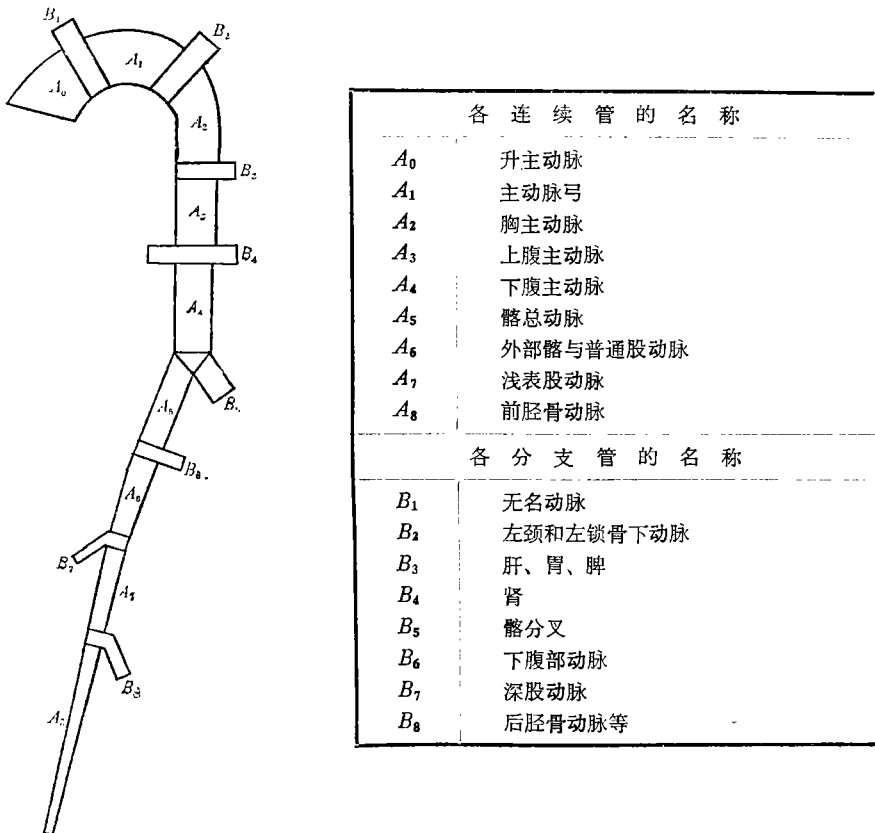 B₁
B₂
A₁
A₀
A₂
B₃
A₃
B₄
A₄
A₅
B₆
A₆
B₇
A₇
B₈
各连续管的名称
A₀ 升主动脉
A₁ 主动脉弓
A₂ 胸主动脉
A₃ 上腹主动脉
A₄ 下腹主动脉
A₅ 髂总动脉
A₆ 外部髂与普通股动脉
A₇ 浅表股动脉
A₈ 前胫骨动脉
各分支管的名称
B₁ 无名动脉
B₂ 左颈和左锁骨下动脉
B₃ 肝、胃、脾
B₄ 肾
B₅ 髂分叉
B₆ 下腹部动脉
B₇ 深股动脉
B₈ 后胫骨动脉等